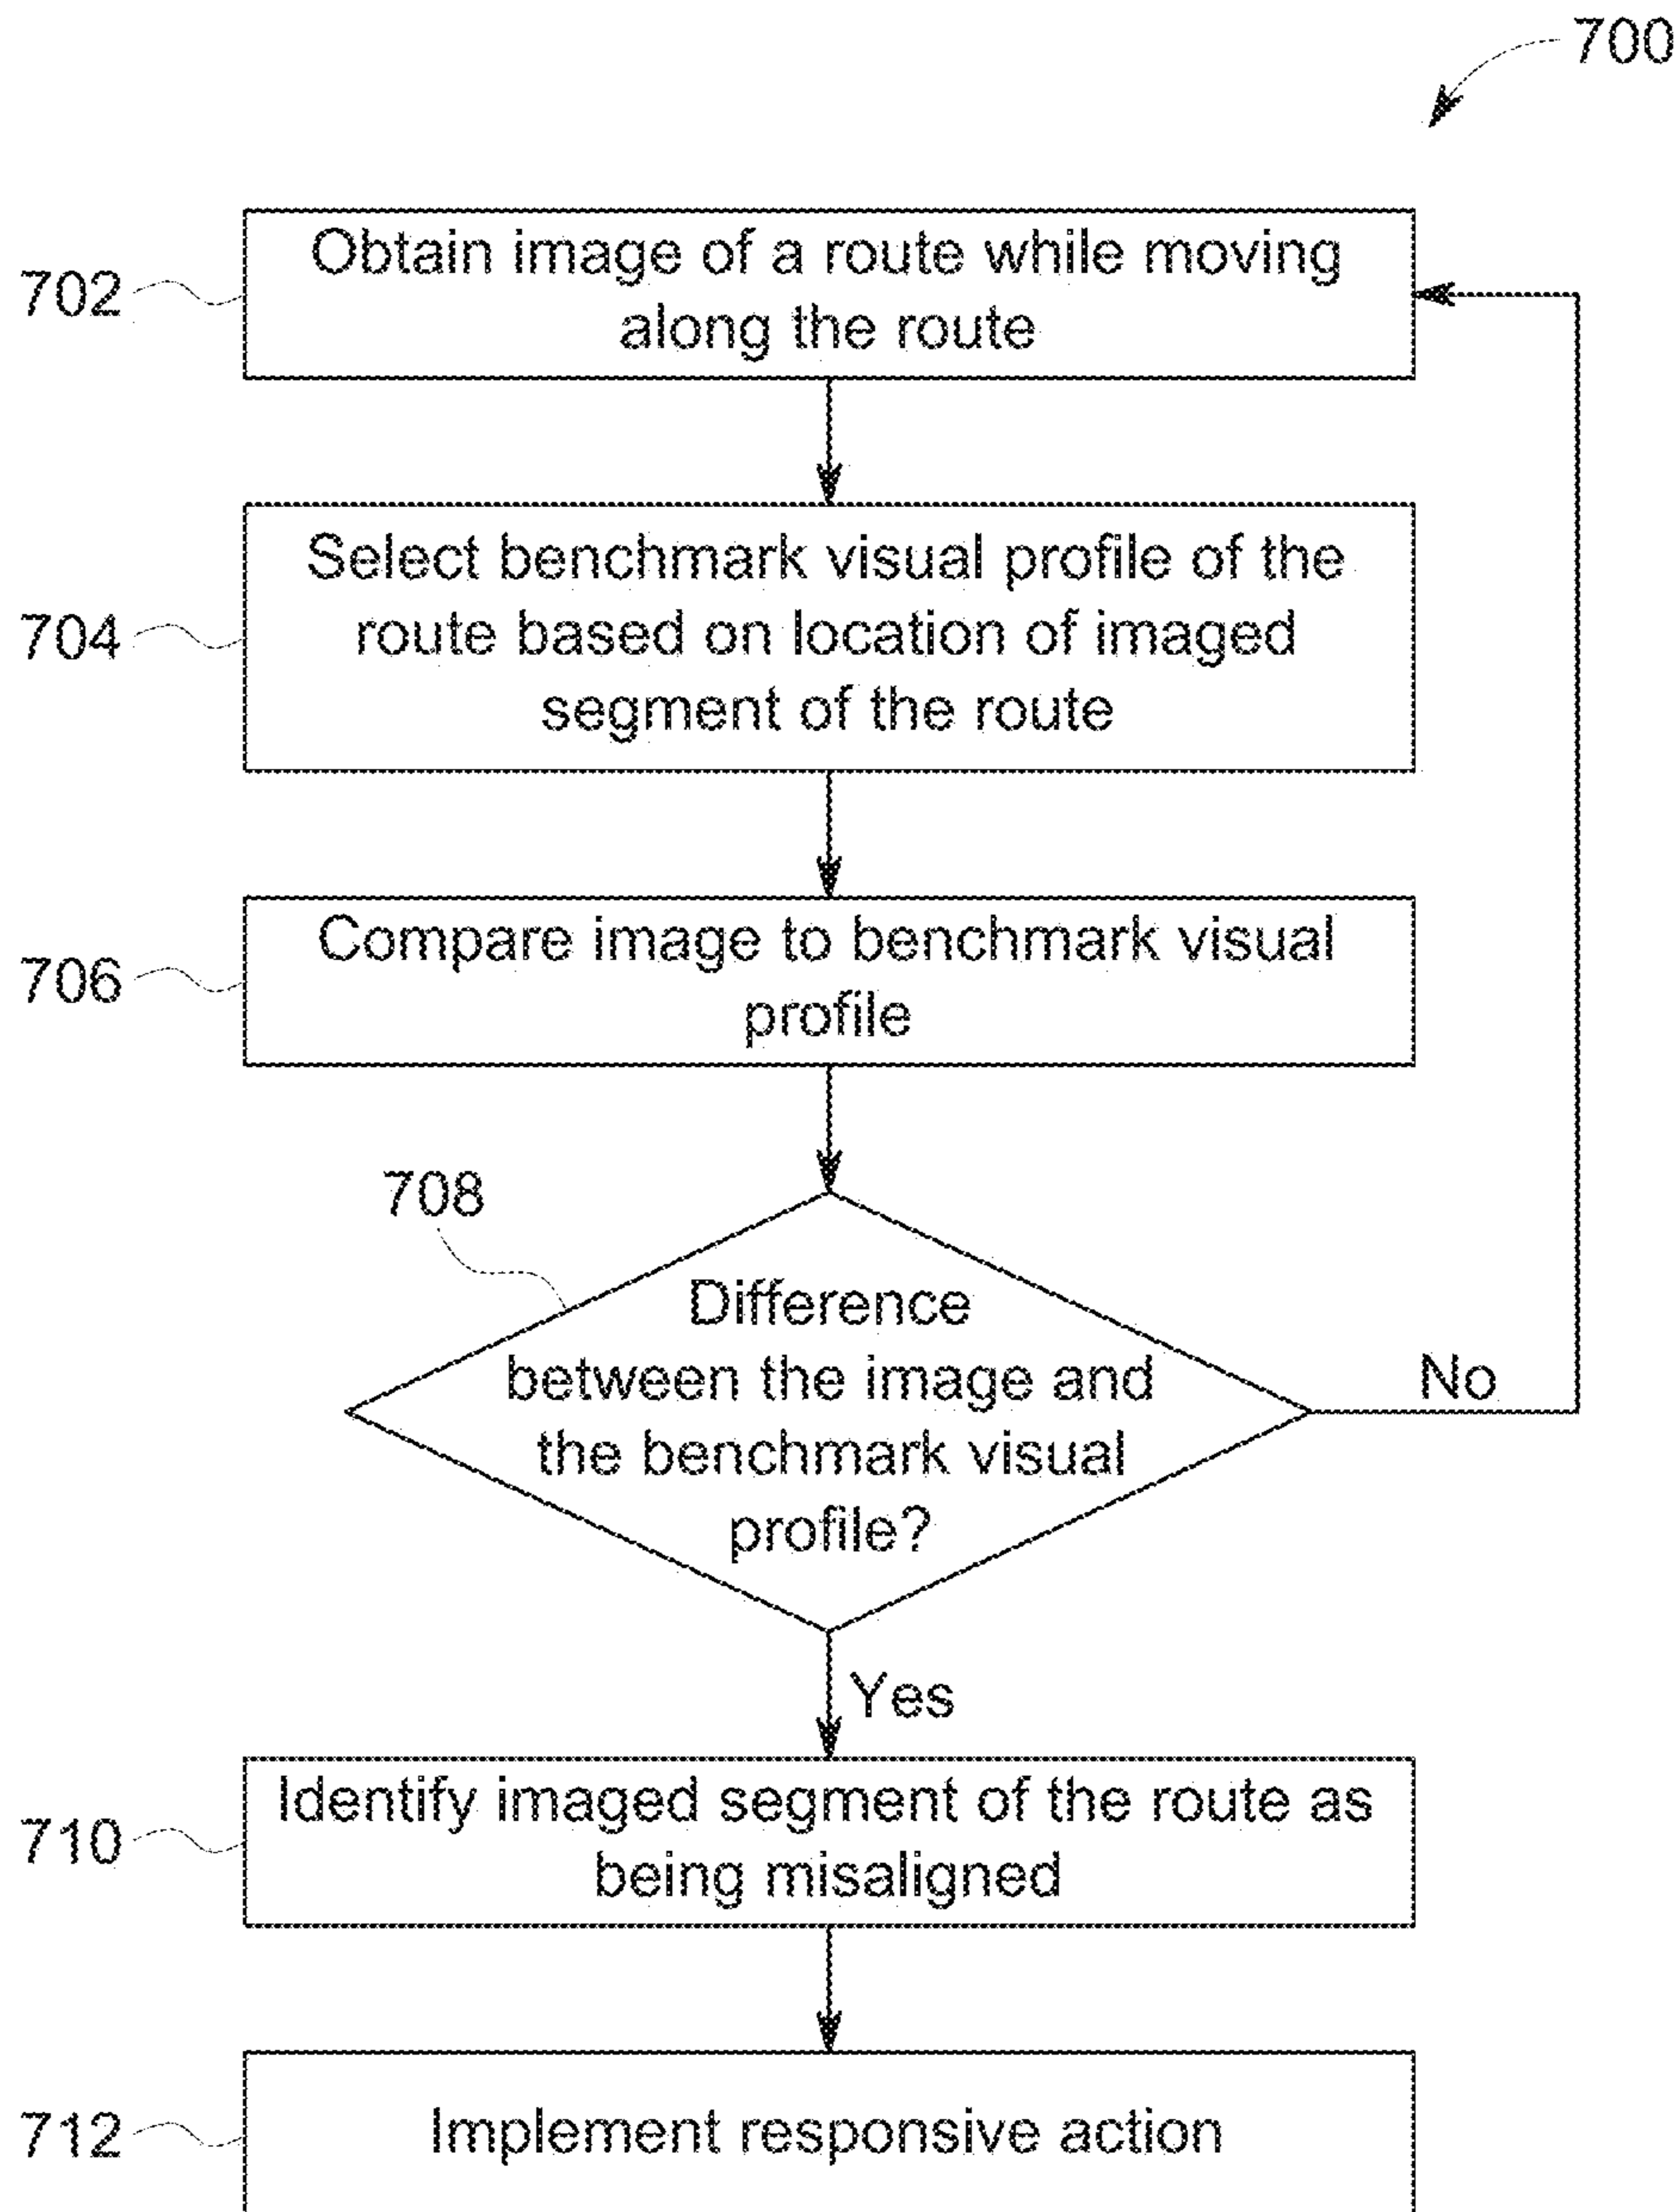 700
702
Obtain image of a route while moving
along the route
704
Select benchmark visual profile of the
route based on location of imaged
segment of the route
706
Compare image to benchmark visual
profile
708
Difference
between the image and
the benchmark visual
profile?
No
Yes
710
Identify imaged segment of the route as
being misaligned
712
Implement responsive action